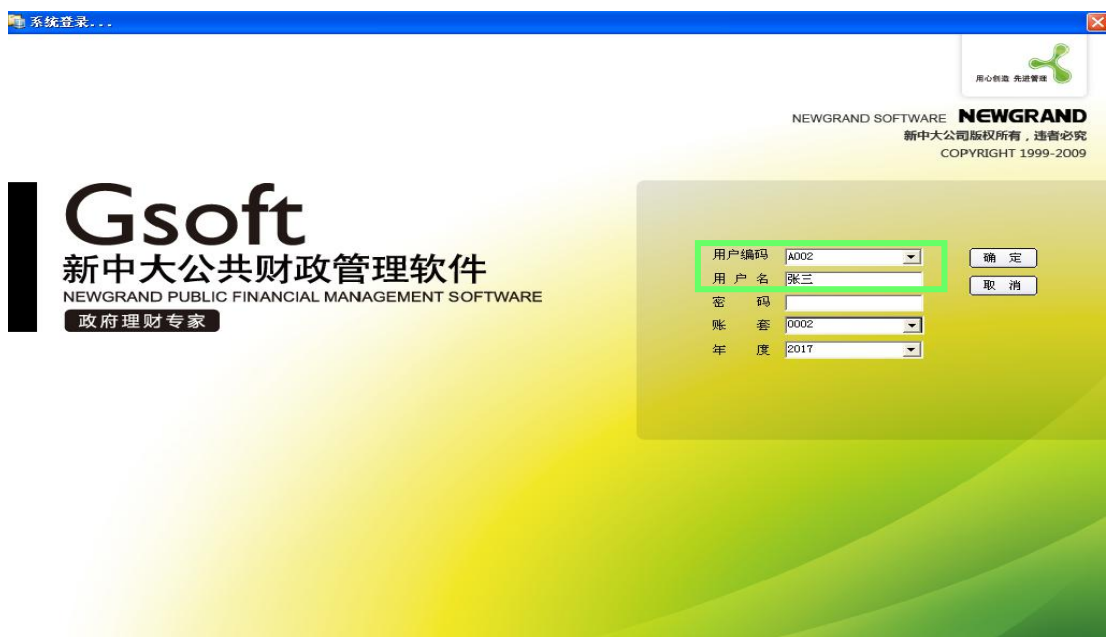 系统登录...
用心创造 先进管理
NEWGRAND SOFTWARE NEWGRAND
新中大公司版权所有，违者必究
COPYRIGHT 1999-2009
Gsoft
新中大公共财政管理软件
NEWGRAND PUBLIC FINANCIAL MANAGEMENT SOFTWARE
政府理财专家
用户编码 A002 确 定
用 户 名 张三 取 消
密 码
账 套 0002
年 度 2017